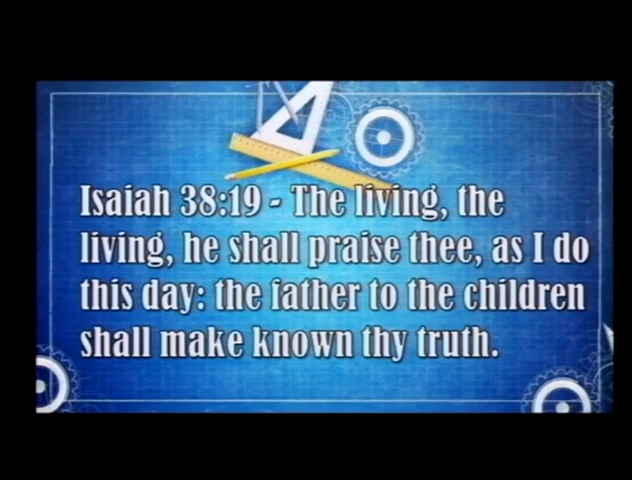 Isaiah 38:19 - The living, the
living, he shall praise thee, as I do
this day: the father to the children
shall make known thy truth.